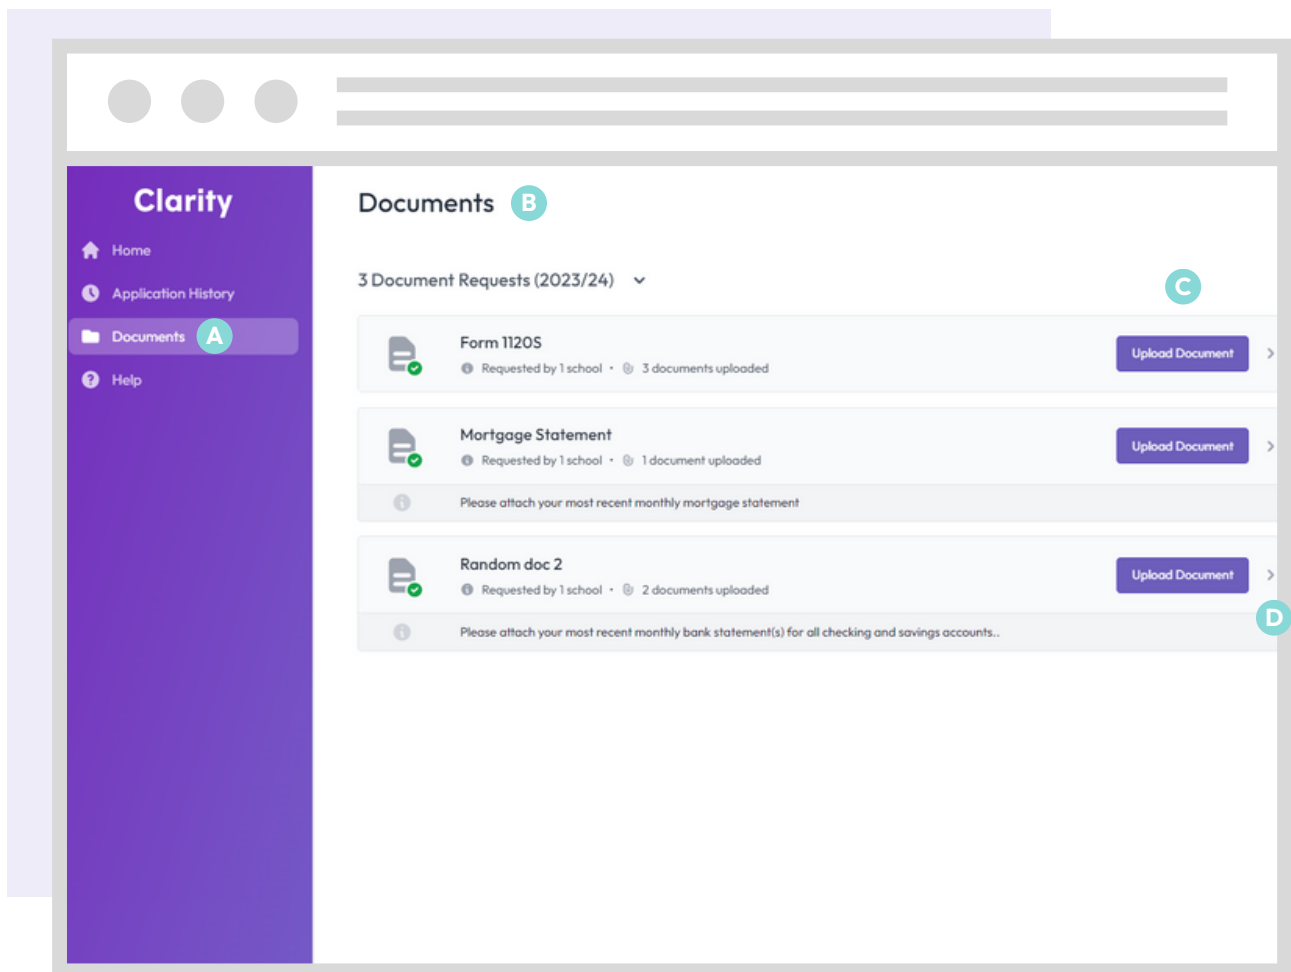 Clarity
Home
Application History
Documents A
Help
Documents B
3 Document Requests (2023/24)
C
Form 1120S
Requested by 1 school • 3 documents uploaded
Upload Document
Mortgage Statement
Requested by 1 school • 1 document uploaded
Upload Document
Please attach your most recent monthly mortgage statement
Random doc 2
Requested by 1 school • 2 documents uploaded
Upload Document
D
Please attach your most recent monthly bank statement(s) for all checking and savings accounts..